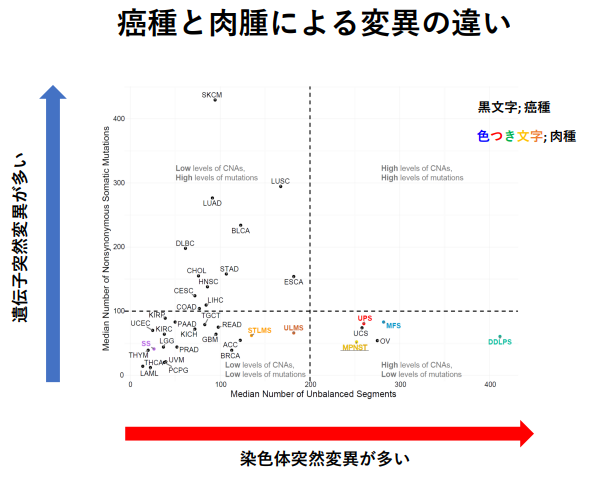 癌種と肉腫による変異の違い
黒文字; 癌種
色つき文字; 肉種
遺伝子突然変異が多い
Median Number of Nonsynonymous Somatic Mutations
400
300
200
100
0
SKCM
Low levels of CNAs,
High levels of mutations
High levels of CNAs,
High levels of mutations
LUSC
LUAD
BLCA
DLBC
CHOL
STAD
HNSC
ESCA
CESC
LIHC
COAD
KIRP
TGCT
UCEC
KIRC
PAAD
READ
KICH
GBM
STLMS
ULMS
UPS
MFS
UCS
OV
MPNST
DDLPS
SS
LGG
PRAD
ACC
BRCA
THYM
THCA
UVM
LAML
PCPG
Low levels of CNAs,
Low levels of mutations
High levels of CNAs,
Low levels of mutations
0
100
200
300
400
Median Number of Unbalanced Segments
染色体突然変異が多い